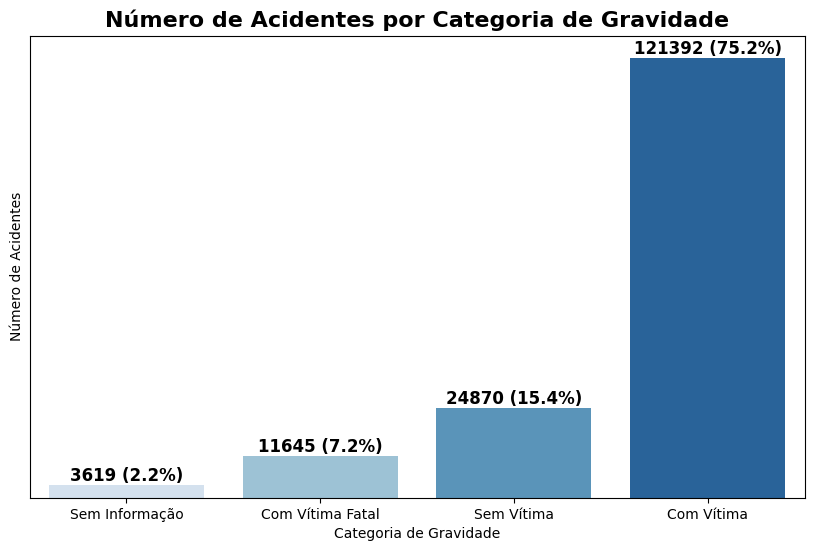 Número de Acidentes por Categoria de Gravidade
121392 (75.2%)
24870 (15.4%)
11645 (7.2%)
3619 (2.2%)
Número de Acidentes
Sem Informação
Com Vítima Fatal
Sem Vítima
Com Vítima
Categoria de Gravidade